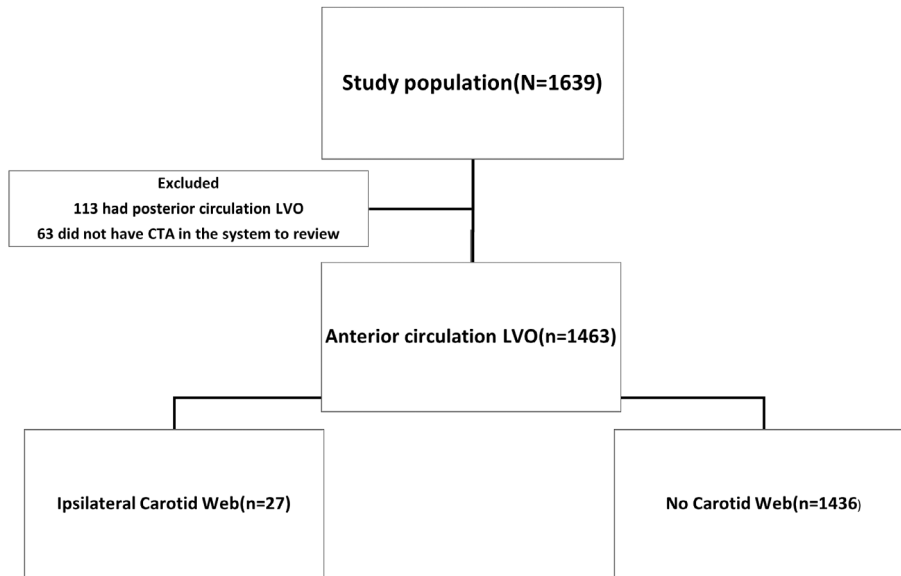 Study population(N=1639)
Excluded
113 had posterior circulation LVO
63 did not have CTA in the system to review
Anterior circulation LVO(n=1463)
Ipsilateral Carotid Web(n=27)
No Carotid Web(n=1436)